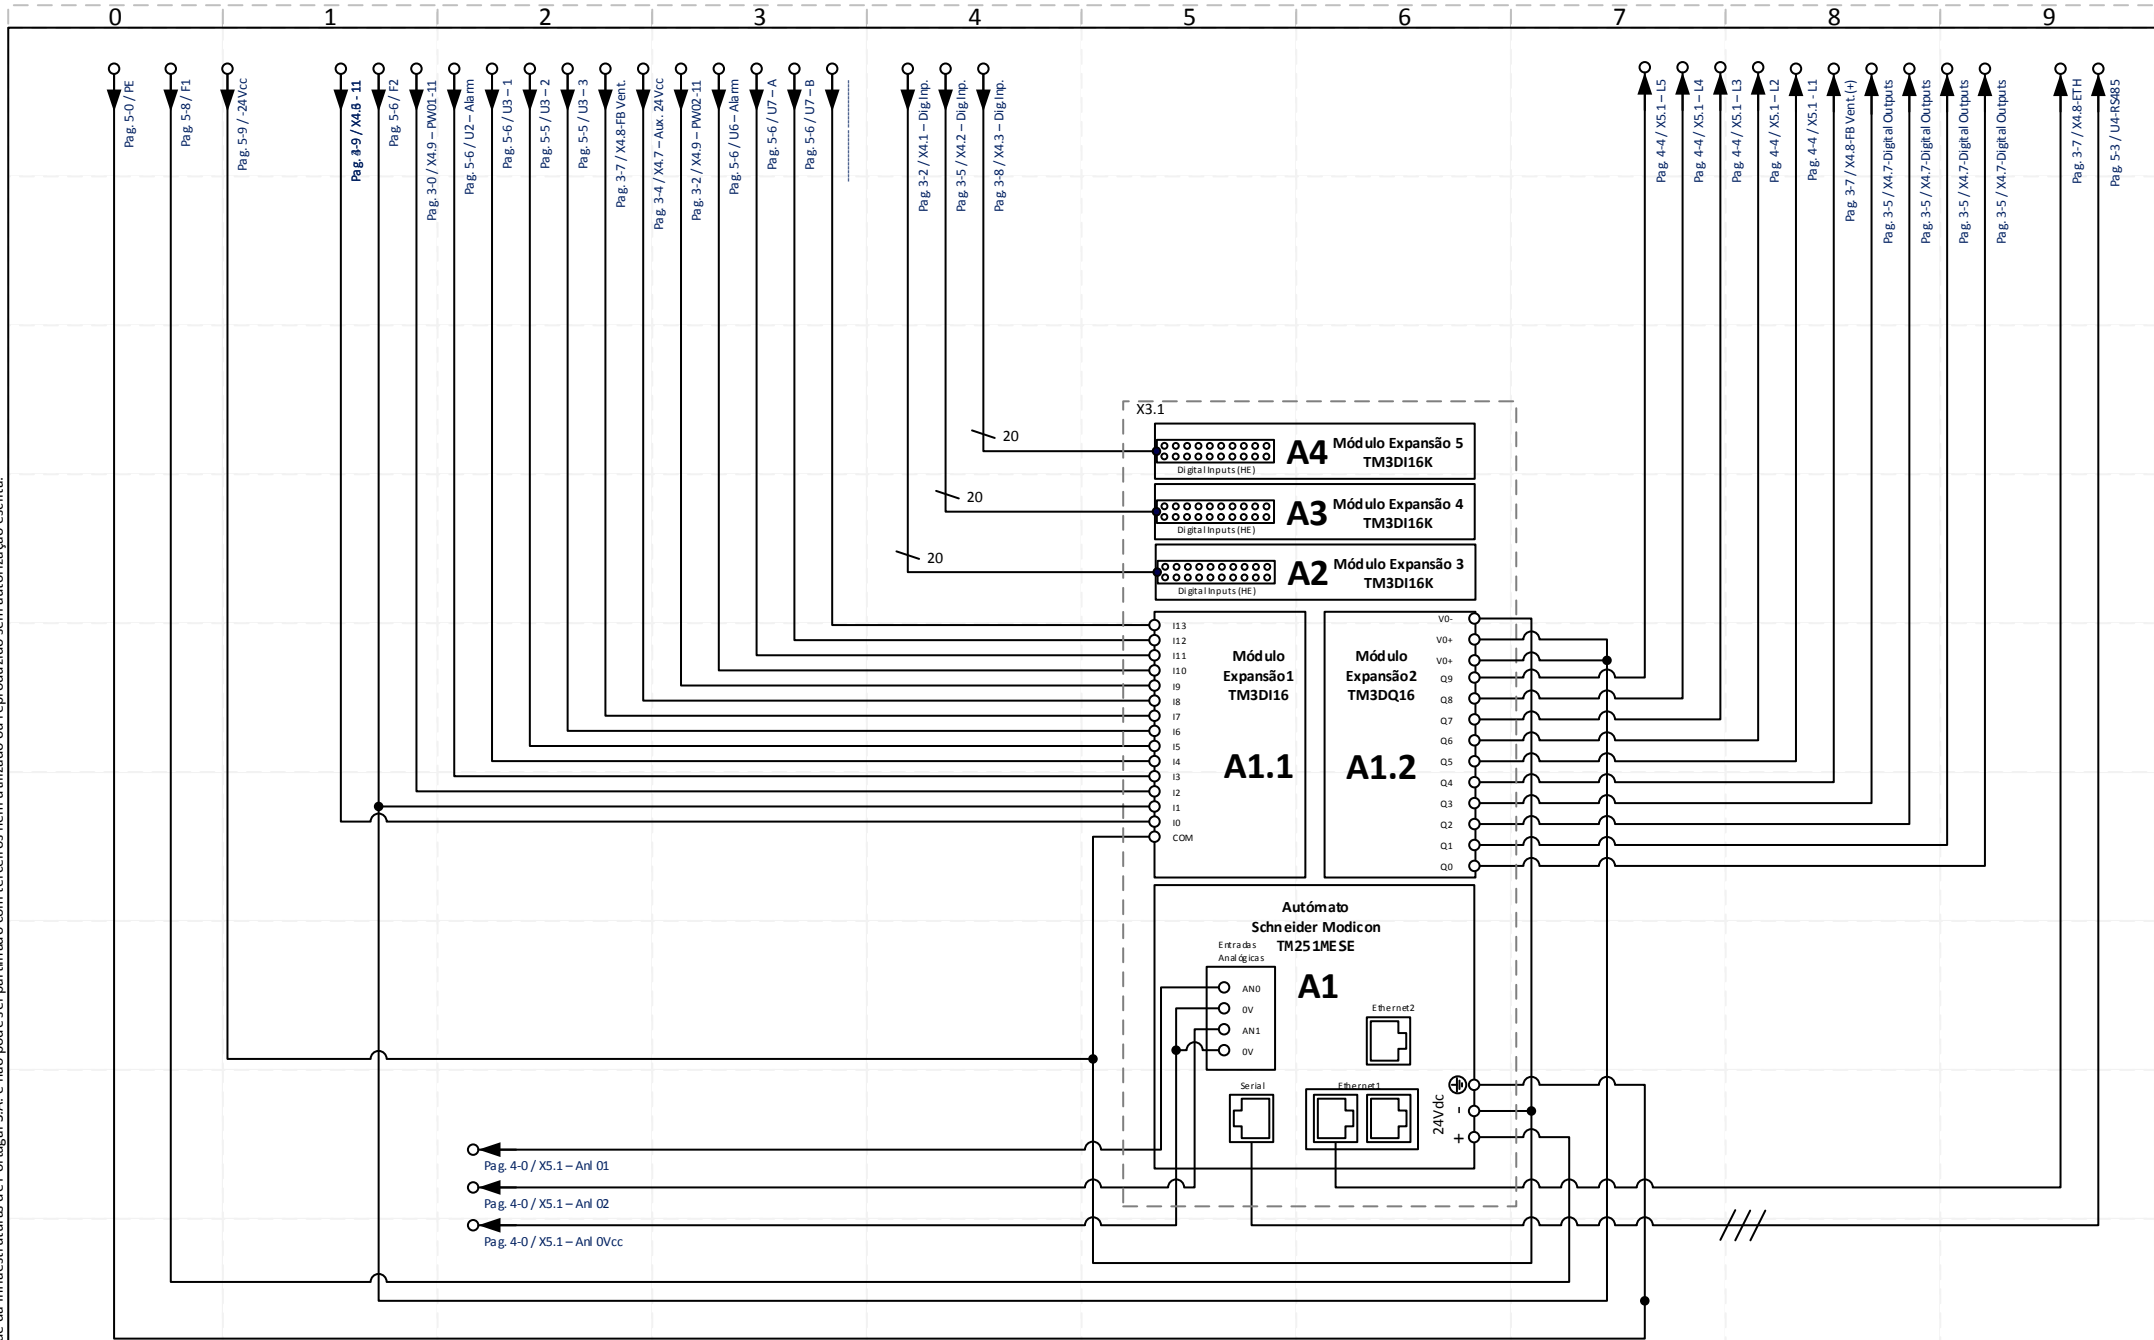 0 1 2 3 4 5 6 7 8 9
Pag. 5-0 / PE
Pag. 5-8 / F1
Pag. 5-9 / -24Vcc
Pag. 5-6 / F2
Pag. 3-0 / X4.9 – PW01-11
Pag. 5-6 / U2 – Alarm
Pag. 5-6 / U3 – 1
Pag. 5-5 / U3 – 2
Pag. 5-5 / U3 – 3
Pag. 3-7 / X4.8-FB Vent.
Pag. 3-4 / X4.7 – Aux. 24Vcc
Pag. 3-2 / X4.9 – PW02-11
Pag. 5-6 / U6 – Alarm
Pag. 5-6 / U7 – A
Pag. 5-6 / U7 – B
Pag. 3-2 / X4.1 – Dig.Inp.
Pag. 3-5 / X4.2 – Dig.Inp.
Pag. 3-8 / X4.3 – Dig.Inp.
Pag. 4-4 / X5.1 – L5
Pag. 4-4 / X5.1 – L4
Pag. 4-4 / X5.1 – L3
Pag. 4-4 / X5.1 – L2
Pag. 4-4 / X5.1 - L1
Pag. 3-7 / X4.8-FB Vent.(+)
Pag. 3-5 / X4.7-Digital Outputs
Pag. 3-5 / X4.7-Digital Outputs
Pag. 3-5 / X4.7-Digital Outputs
Pag. 3-5 / X4.7-Digital Outputs
Pag. 3-7 / X4.8-ETH
Pag. 5-3 / U4-RS485
X3.1
20
A4
Módulo Expansão 5
TM3DI16K
Digital Inputs (HE)
20
A3
Módulo Expansão 4
TM3DI16K
Digital Inputs (HE)
20
A2
Módulo Expansão 3
TM3DI16K
Digital Inputs (HE)
I13
I12
I11
I10
I9
I8
I7
I6
I5
I4
I3
I2
I1
I0
COM
Módulo
Expansão1
TM3DI16
A1.1
Módulo
Expansão2
TM3DQ16
A1.2
V0-
V0+
V0+
Q9
Q8
Q7
Q6
Q5
Q4
Q3
Q2
Q1
Q0
Autómato
Schneider Modicon
TM251MESE
A1
Entradas
Analógicas
AN0
0V
AN1
0V
Ethernet2
Serial
Ethernet1
24Vdc
-
+
Pag. 4-0 / X5.1 – Anl 01
Pag. 4-0 / X5.1 – Anl 02
Pag. 4-0 / X5.1 – Anl 0Vcc